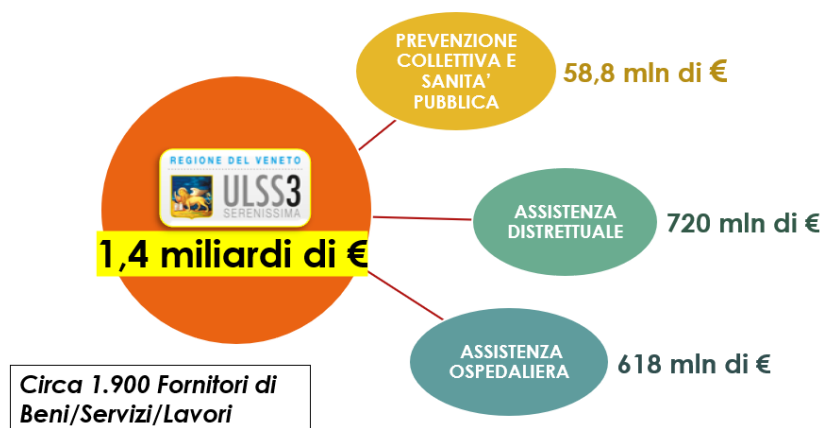 PREVENZIONE
COLLETTIVA E
SANITA'
PUBBLICA
58,8 mln di €
REGIONE DEL VENETO
ULSS3
SERENISSIMA
1,4 miliardi di €
ASSISTENZA
DISTRETTUALE
720 mln di €
ASSISTENZA
OSPEDALIERA
618 mln di €
Circa 1.900 Fornitori di
Beni/Servizi/Lavori